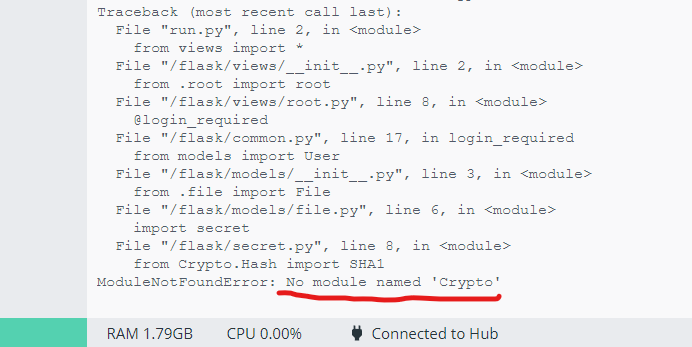 Traceback (most recent call last):
File "run.py", line 2, in <module>
from views import *
File "/flask/views/__init__.py", line 2, in <module>
from .root import root
File "/flask/views/root.py", line 8, in <module>
@login_required
File "/flask/common.py", line 17, in login_required
from models import User
File "/flask/models/__init__.py", line 3, in <module>
from .file import File
File "/flask/models/file.py", line 6, in <module>
import secret
File "/flask/secret.py", line 8, in <module>
from Crypto.Hash import SHA1
ModuleNotFoundError: No module named 'Crypto'
RAM 1.79GB CPU 0.00% Connected to Hub